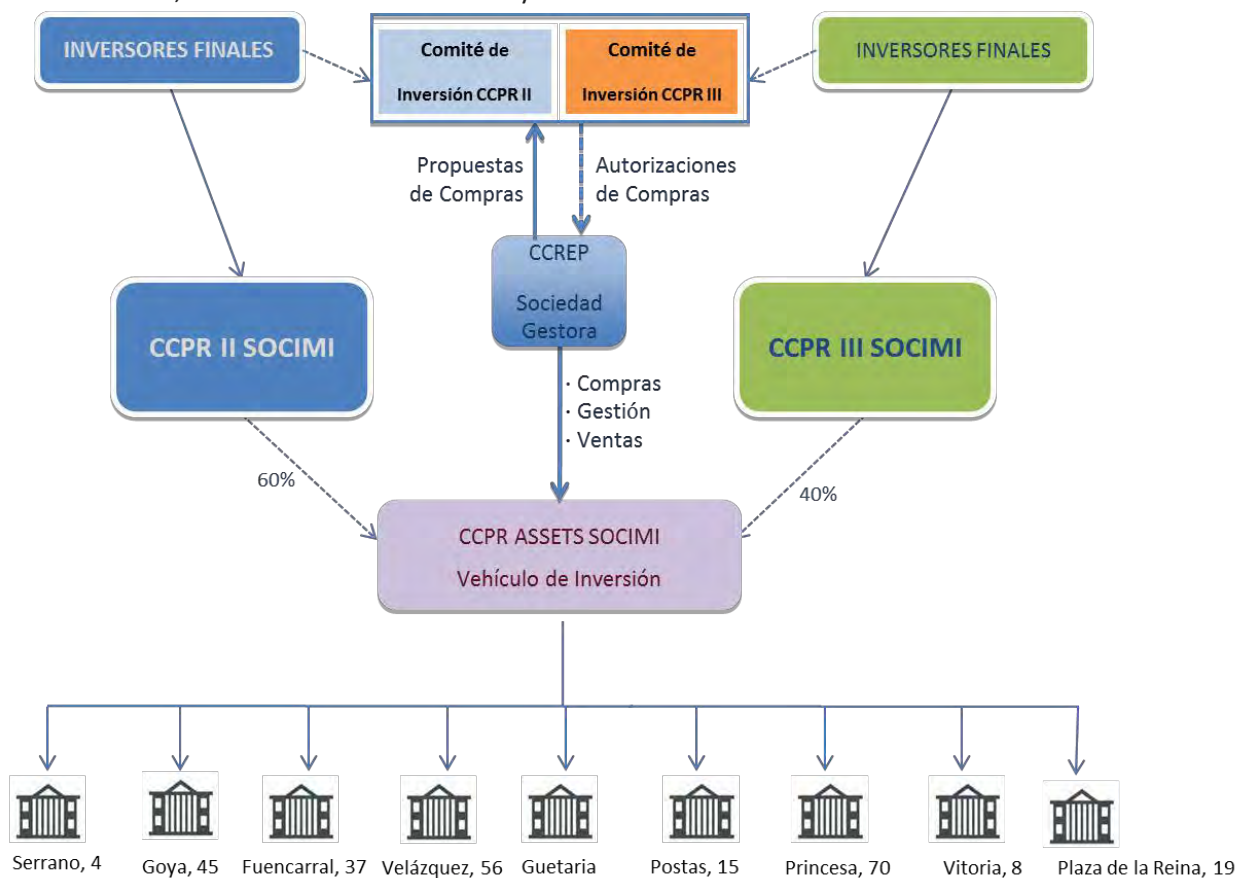 INVERSORES FINALES
Comité de
Inversión CCPR II
Comité de
Inversión CCPR III
INVERSORES FINALES
Propuestas
de Compras
Autorizaciones
de Compras
CCREP
Sociedad
Gestora
CCPR II SOCIMI
CCPR III SOCIMI
· Compras
· Gestión
· Ventas
60%
40%
CCPR ASSETS SOCIMI
Vehículo de Inversión
Serrano, 4
Goya, 45
Fuencarral, 37
Velázquez, 56
Guetaria
Postas, 15
Princesa, 70
Vitoria, 8
Plaza de la Reina, 19